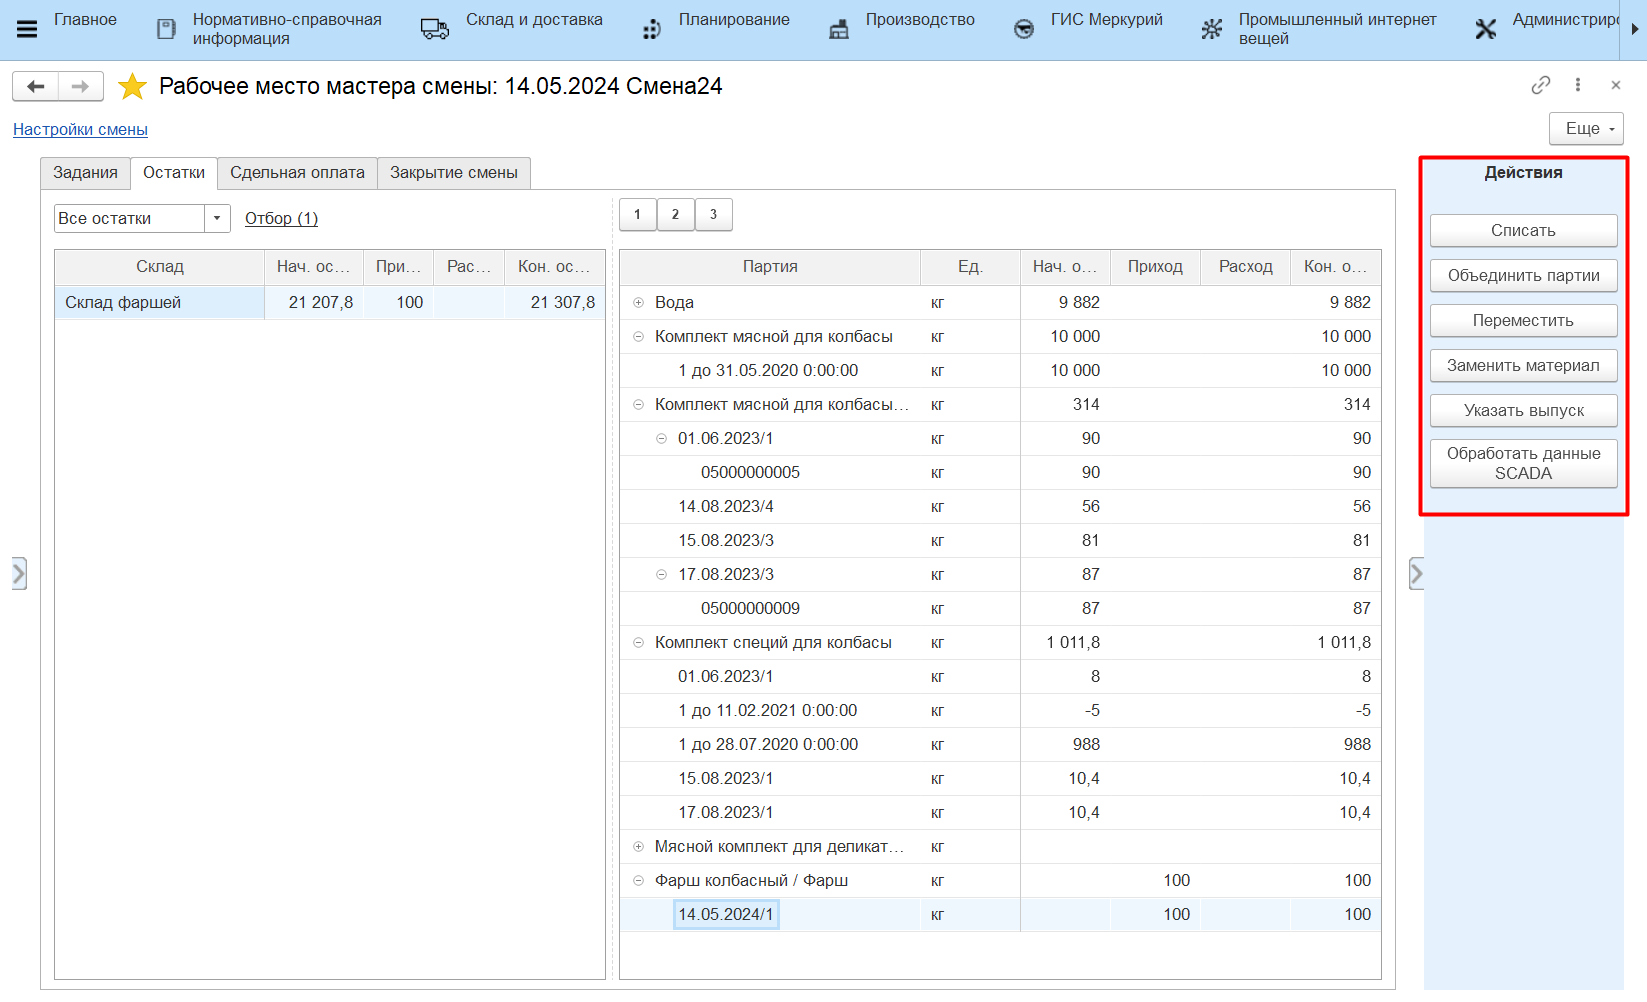 Главное
Нормативно-справочная
информация
Склад и доставка
Планирование
Производство
ГИС Меркурий
Промышленный интернет
вещей
Администрир
Рабочее место мастера смены: 14.05.2024 Смена24
Настройки смены
Еще
Задания Остатки Сдельная оплата Закрытие смены
Действия
Все остатки Отбор (1)
1 2 3
Склад Нач. ос... При... Рас... Кон. ос...
Склад фаршей 21 207,8 100 21 307,8
Партия Ед. Нач. о... Приход Расход Кон. о...
Вода кг 9 882 9 882
Комплект мясной для колбасы кг 10 000 10 000
1 до 31.05.2020 0:00:00 кг 10 000 10 000
Комплект мясной для колбасы... кг 314 314
01.06.2023/1 кг 90 90
05000000005 кг 90 90
14.08.2023/4 кг 56 56
15.08.2023/3 кг 81 81
17.08.2023/3 кг 87 87
05000000009 кг 87 87
Комплект специй для колбасы кг 1 011,8 1 011,8
01.06.2023/1 кг 8 8
1 до 11.02.2021 0:00:00 кг -5 -5
1 до 28.07.2020 0:00:00 кг 988 988
15.08.2023/1 кг 10,4 10,4
17.08.2023/1 кг 10,4 10,4
Мясной комплект для деликат... кг
Фарш колбасный / Фарш кг 100 100
14.05.2024/1 кг 100 100
Списать
Объединить партии
Переместить
Заменить материал
Указать выпуск
Обработать данные
SCADA